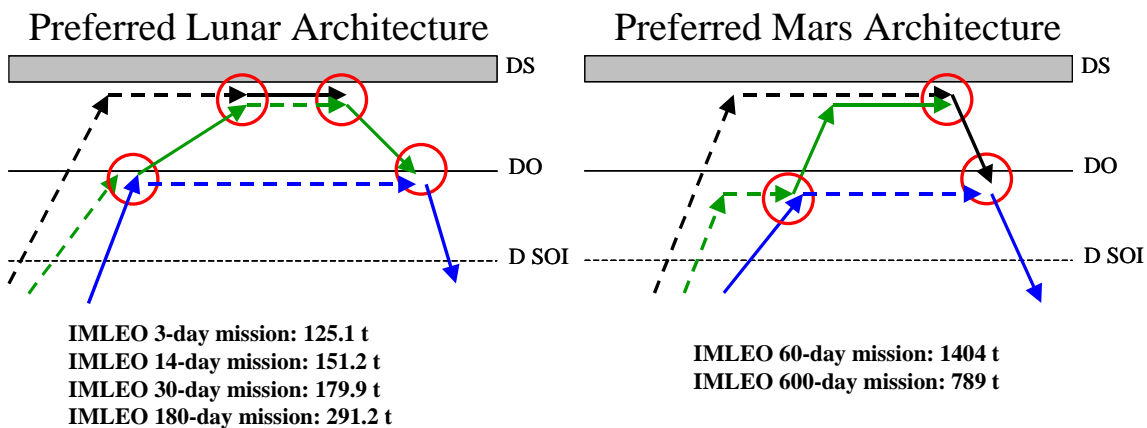 Preferred Lunar Architecture
DS
DO
D SOI
IMLEO 3-day mission: 125.1 t
IMLEO 14-day mission: 151.2 t
IMLEO 30-day mission: 179.9 t
IMLEO 180-day mission: 291.2 t
Preferred Mars Architecture
DS
DO
D SOI
IMLEO 60-day mission: 1404 t
IMLEO 600-day mission: 789 t